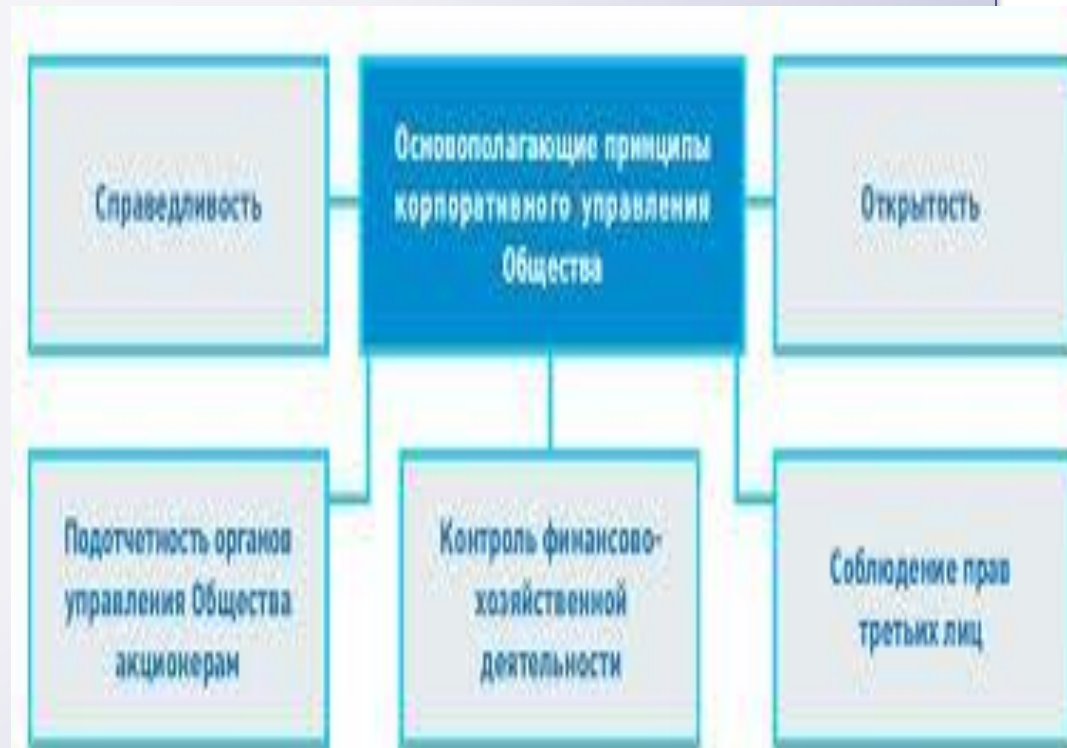 Справедливость
Основополагающие принципы
корпоративного управления
Общества
Открытость
Подотчетность органов
управления Общества
акционерам
Контроль финансово-
хозяйственной
деятельности
Соблюдение прав
третьих лиц